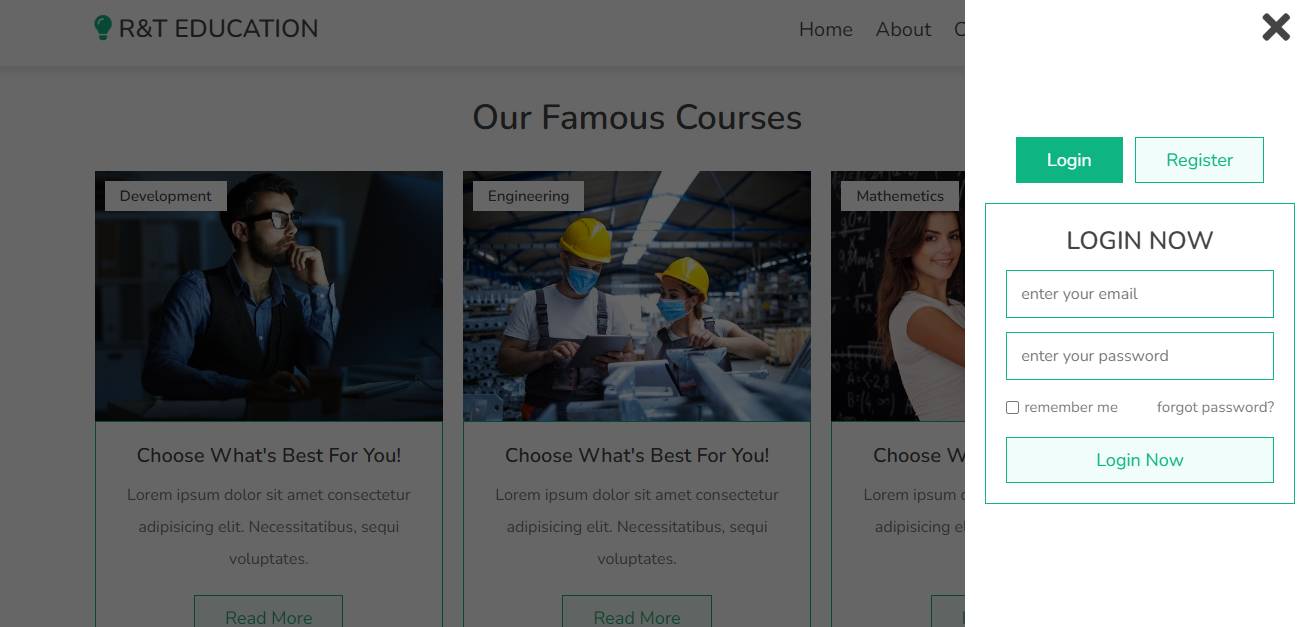 R&T EDUCATION
Home About
Our Famous Courses
Development
Engineering
Mathemetics
Choose What's Best For You!
Lorem ipsum dolor sit amet consectetur
adipisicing elit. Necessitatibus, sequi
voluptates.
Read More
Choose What's Best For You!
Lorem ipsum dolor sit amet consectetur
adipisicing elit. Necessitatibus, sequi
voluptates.
Read More
Choose
Lorem ipsum
adipisicing
Login
Register
LOGIN NOW
enter your email
enter your password
remember me forgot password?
Login Now